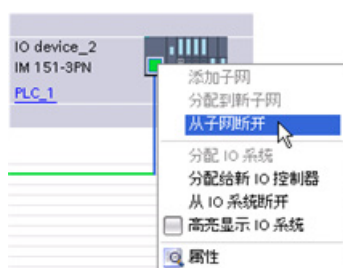 IO device_2
IM 151-3PN
PLC_1
添加子网
分配到新子网
从子网断开
分配 IO 系统
分配给新 IO 控制器
从 IO 系统断开
高亮显示 IO 系统
属性